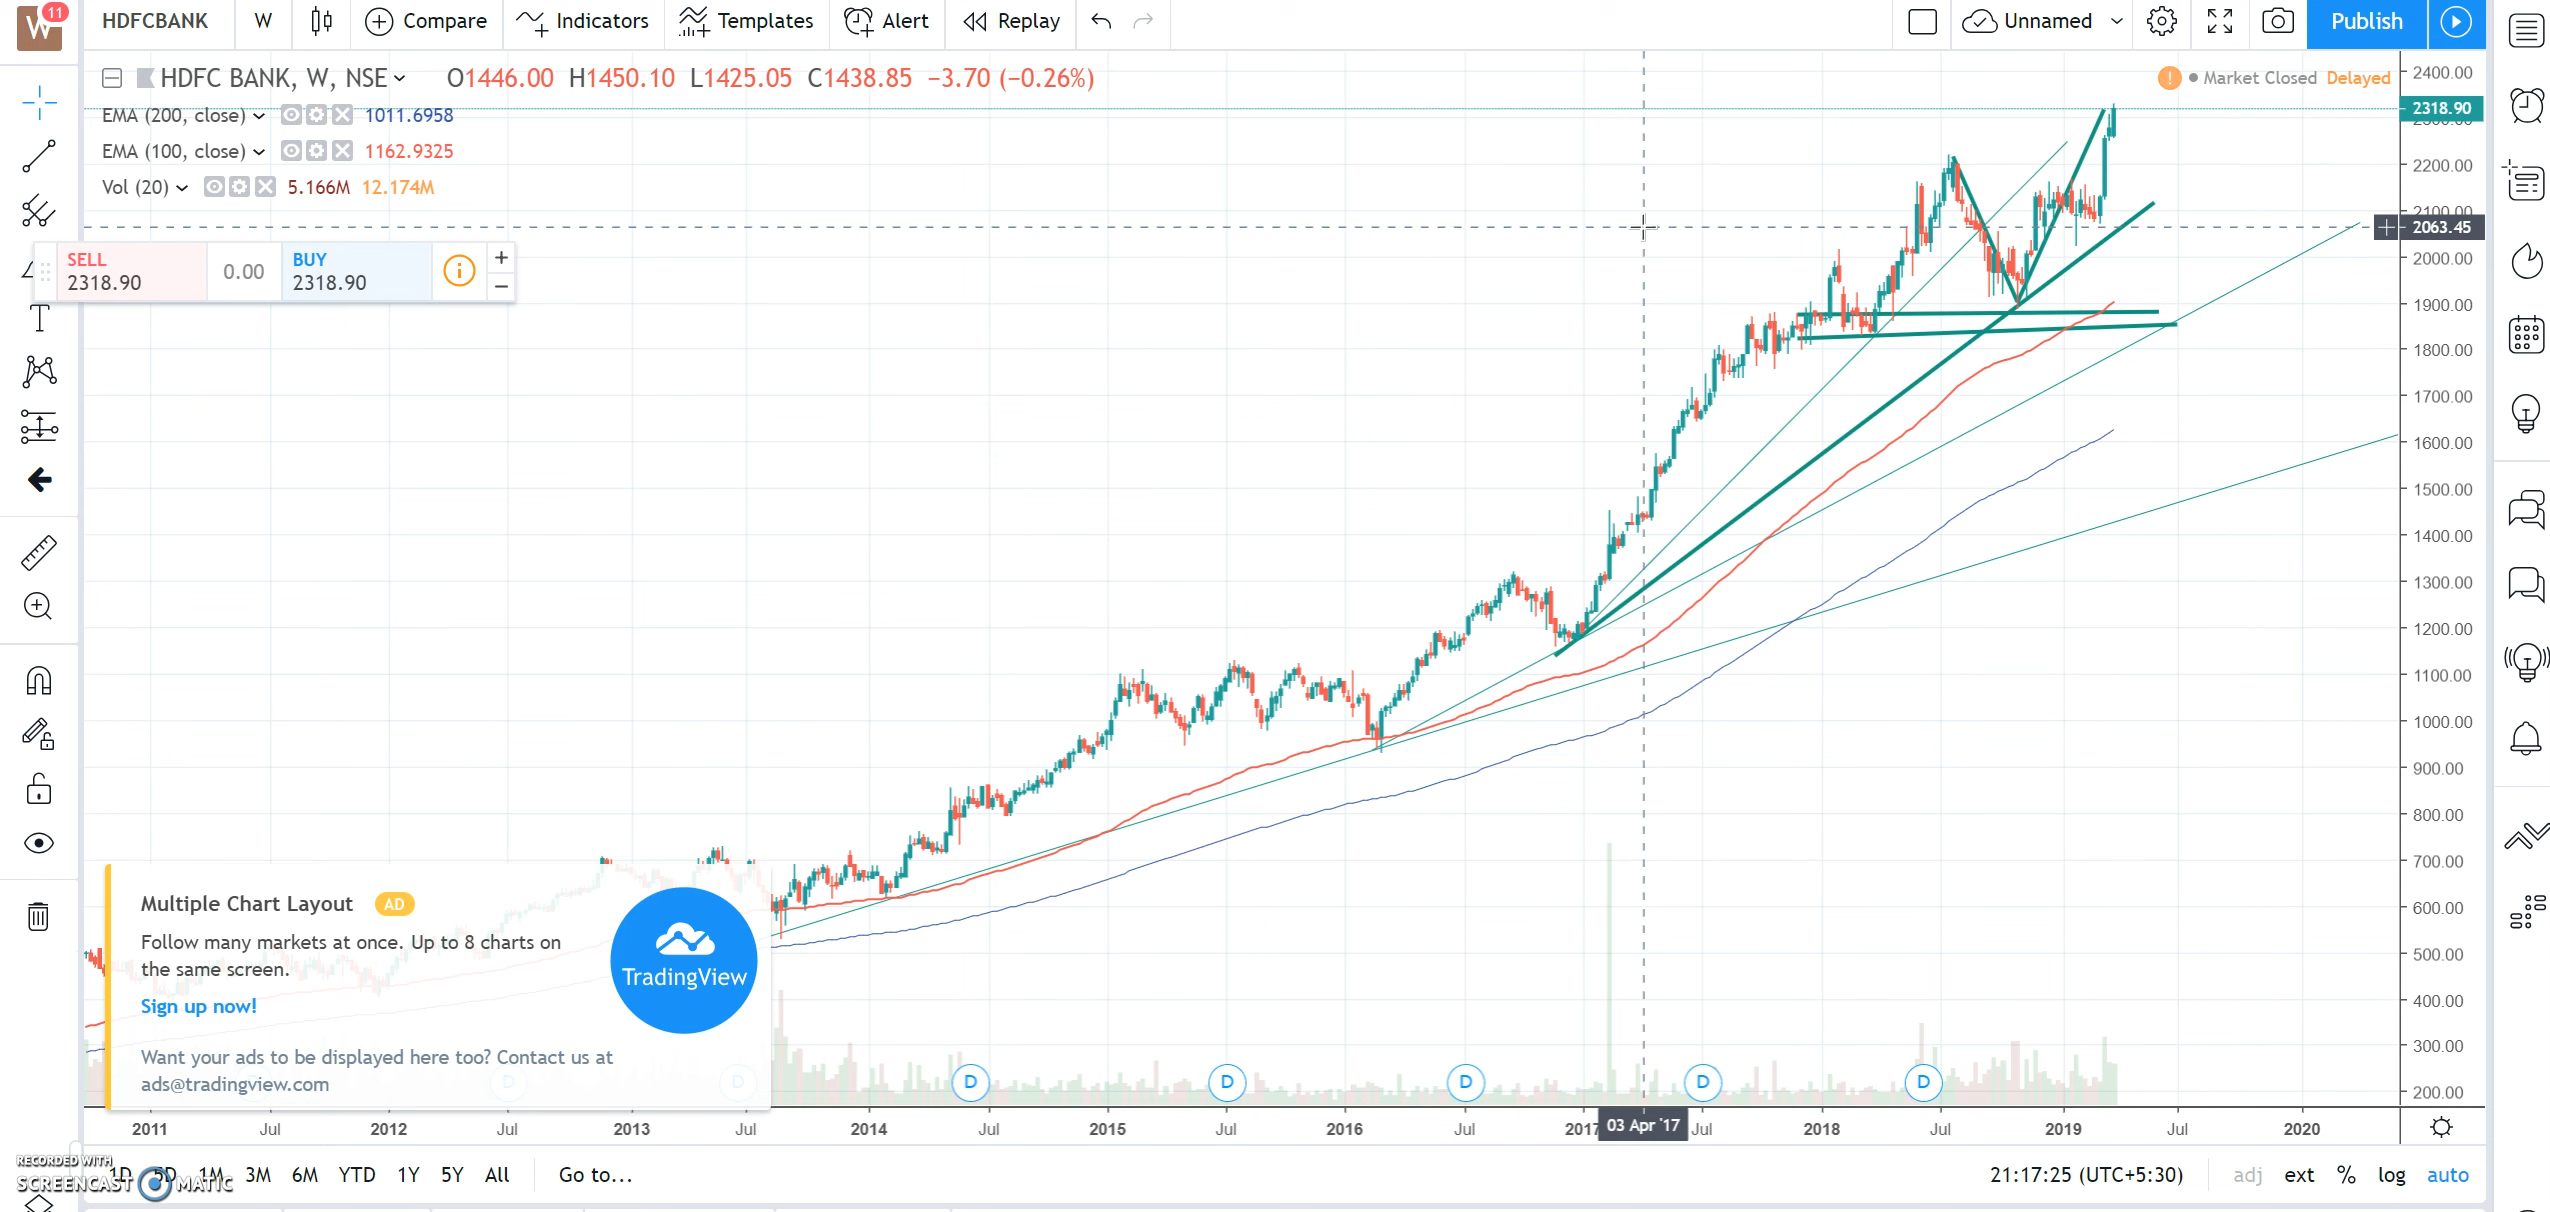 W 11 HDFCBANK W Compare Indicators Templates Alert Replay Unnamed Publish
HDFC BANK, W, NSE O1446.00 H1450.10 L1425.05 C1438.85 −3.70 (−0.26%)
Market Closed Delayed
EMA (200, close) 1011.6958
EMA (100, close) 1162.9325
Vol (20) 5.166M 12.174M
SELL
2318.90
0.00
BUY
2318.90
2400.00
2318.90
2300.00
2200.00
2100.00
2063.45
2000.00
1900.00
1800.00
1700.00
1600.00
1500.00
1400.00
1300.00
1200.00
1100.00
1000.00
900.00
800.00
700.00
600.00
500.00
400.00
300.00
200.00
Multiple Chart Layout AD
Follow many markets at once. Up to 8 charts on
the same screen.
Sign up now!
TradingView
Want your ads to be displayed here too? Contact us at
ads@tradingview.com
D D D D D D D
2011 Jul 2012 Jul 2013 Jul 2014 Jul 2015 Jul 2016 Jul 2017 03 Apr '17 Jul 2018 Jul 2019 Jul 2020
1D 5D 1M 3M 6M YTD 1Y 5Y All Go to...
21:17:25 (UTC+5:30) adj ext % log auto
RECORDED WITH
SCREENCAST MATIC